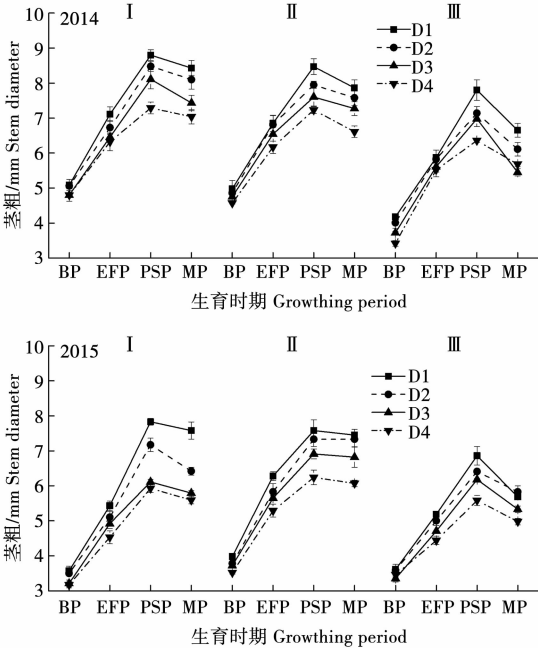 2014
Ⅰ
Ⅱ
Ⅲ
D1
D2
D3
D4
10
9
8
7
6
5
4
3
茎粗/mm Stem diameter
BP EFP PSP MP BP EFP PSP MP BP EFP PSP MP
生育时期 Growthing period
2015
Ⅰ
Ⅱ
Ⅲ
D1
D2
D3
D4
10
9
8
7
6
5
4
3
茎粗/mm Stem diameter
BP EFP PSP MP BP EFP PSP MP BP EFP PSP MP
生育时期 Growthing period